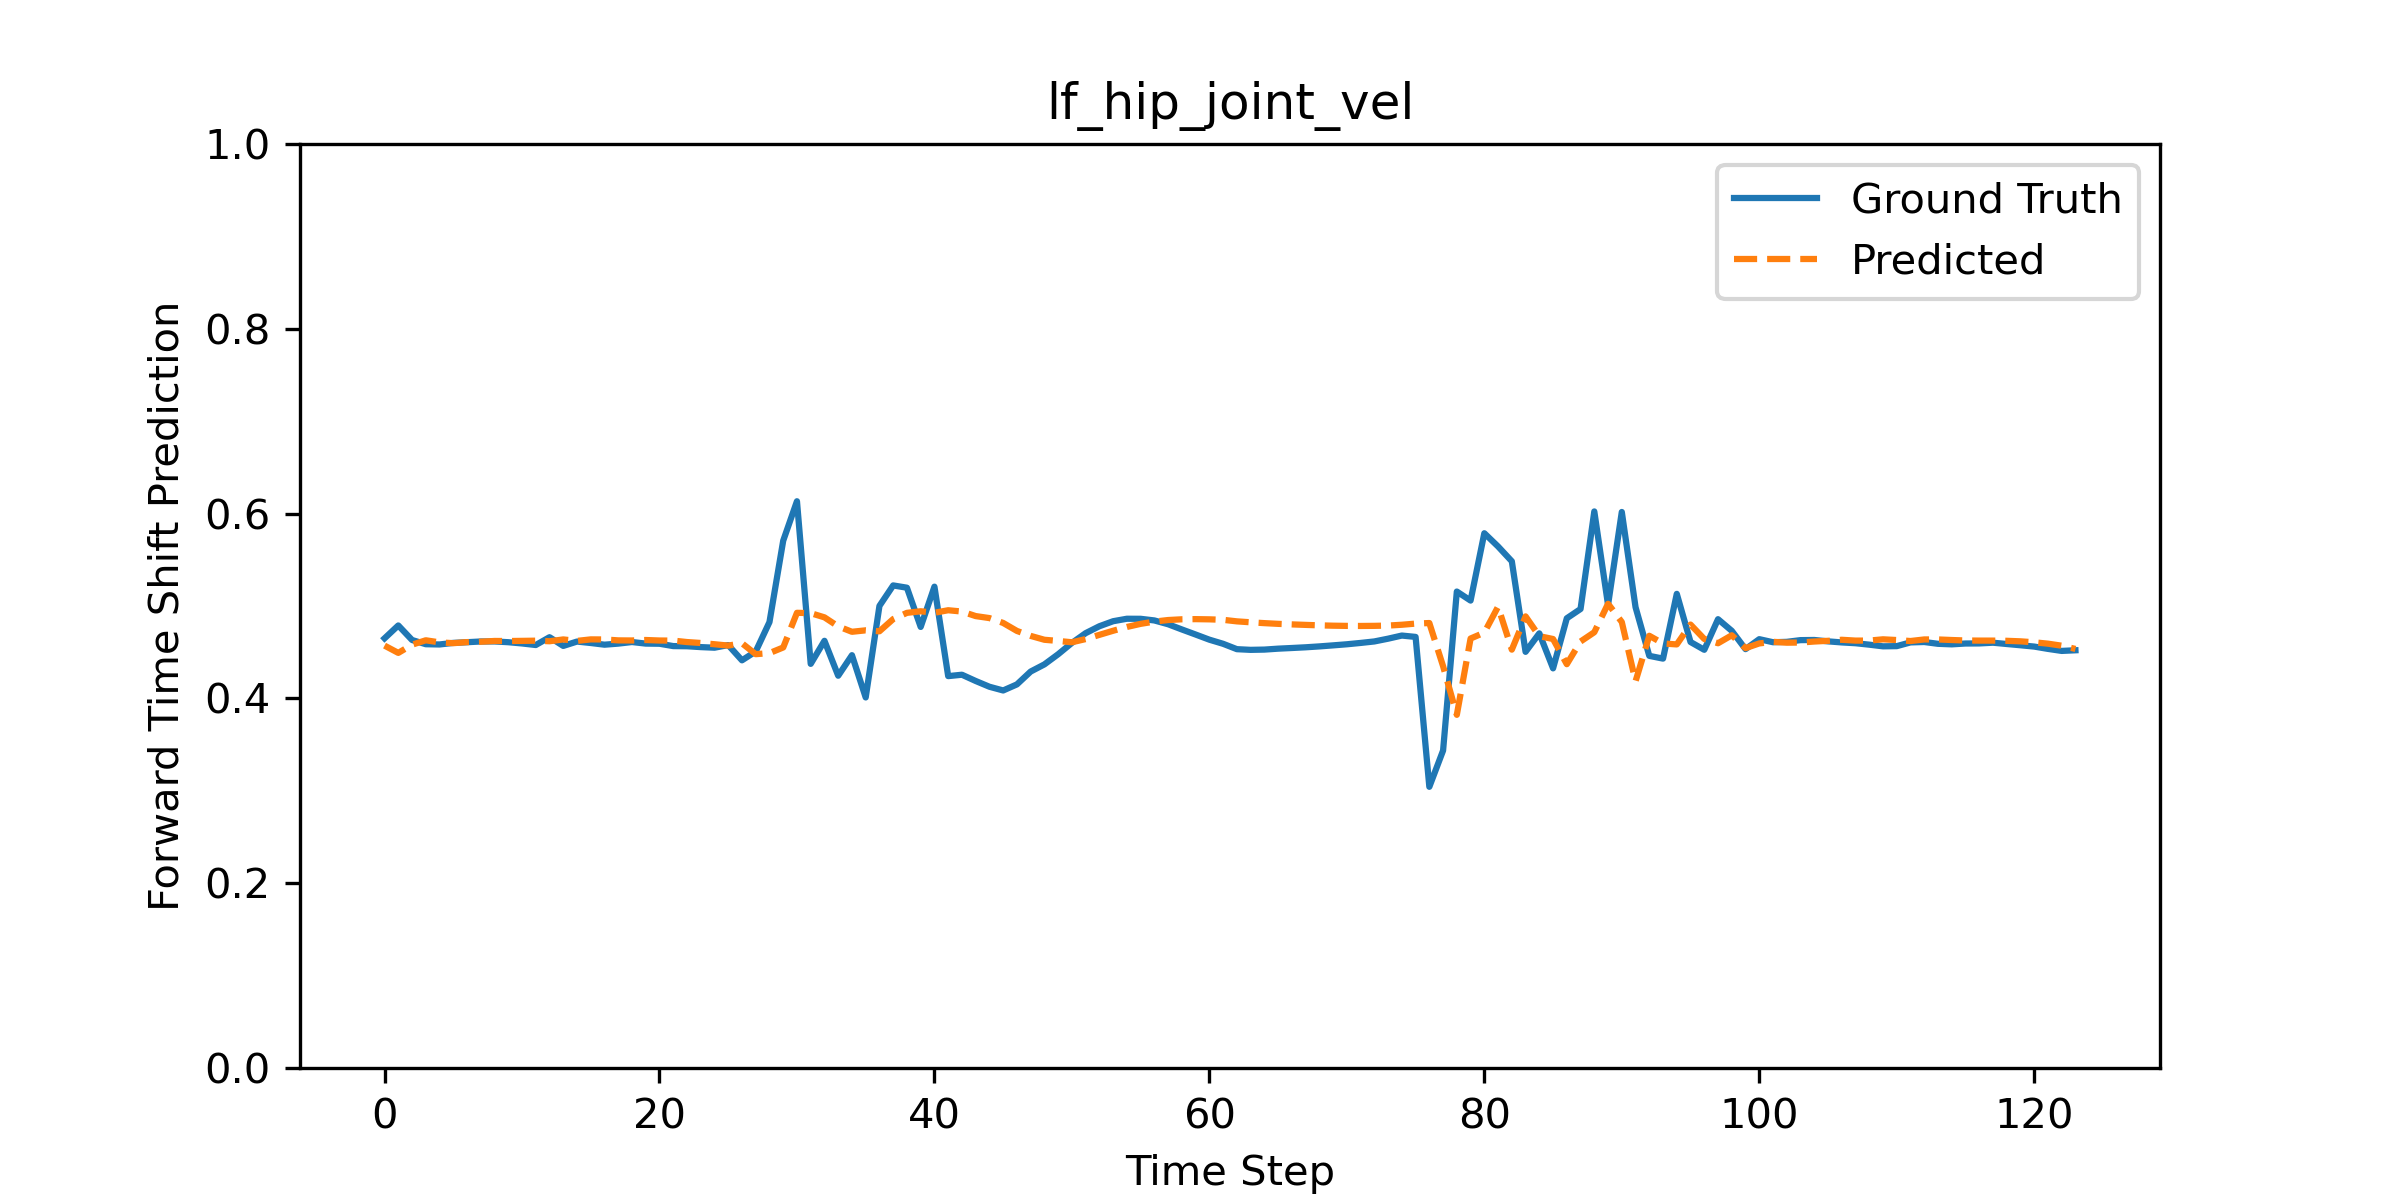 lf_hip_joint_vel
1.0
0.8
0.6
0.4
0.2
0.0
Forward Time Shift Prediction
Ground Truth
Predicted
0 20 40 60 80 100 120
Time Step